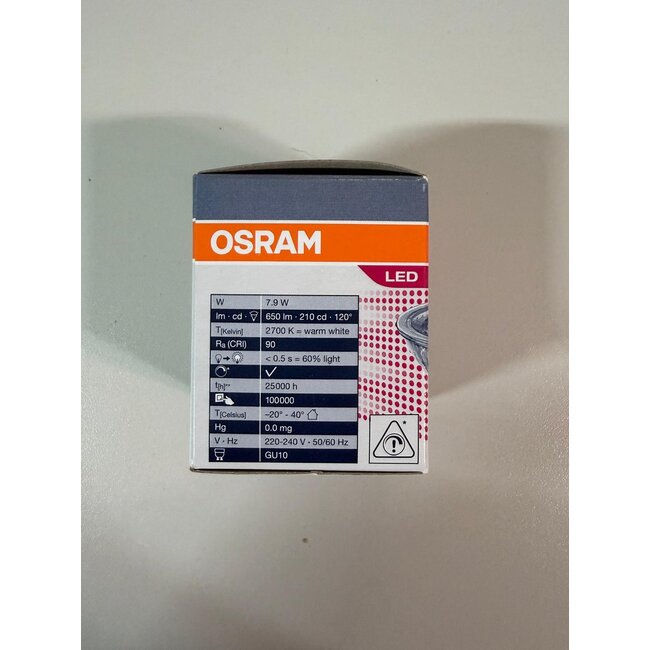 OSRAM
LED
W 7.9 W
lm · cd · 650 lm · 210 cd · 120°
T[Kelvin] 2700 K = warm white
Ra (CRI) 90
< 0.5 s = 60% light
t[h]** 25000 h
100000
T[Celsius] –20° - 40°
Hg 0.0 mg
V · Hz 220-240 V · 50/60 Hz
GU10